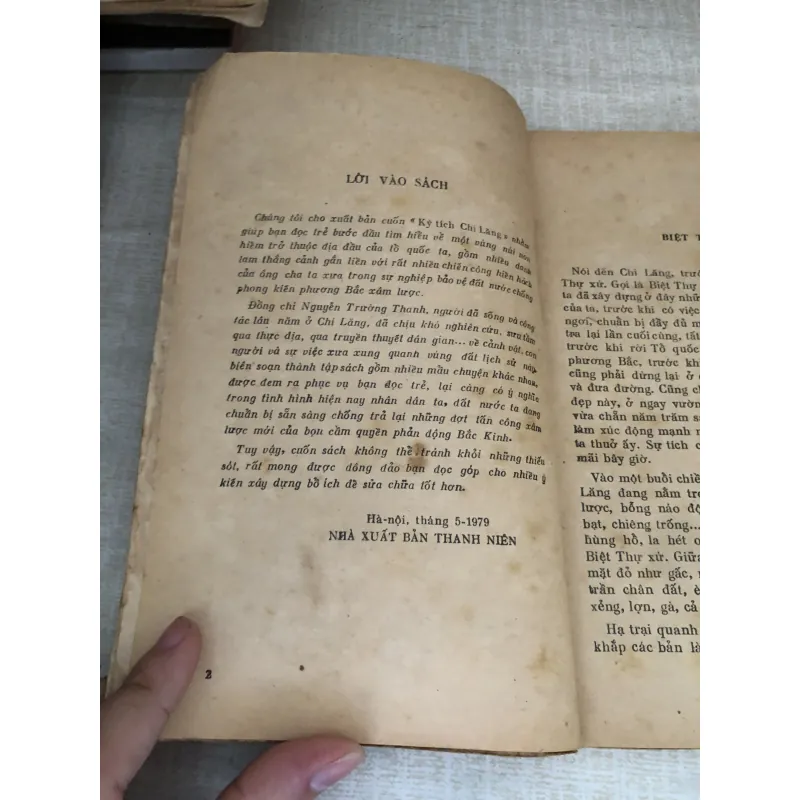 LỜI VÀO SÁCH
Chúng tôi cho xuất bản cuốn "Kỳ tích Chi Lăng" nhằm
giúp bạn đọc trẻ bước đầu tìm hiểu về một vùng núi non
hiểm trở thuộc địa đầu của tổ quốc ta, gồm nhiều danh
lam thắng cảnh gắn liền với rất nhiều chiến công hiển hách
của ông cha ta xưa trong sự nghiệp bảo vệ đất nước chống
phong kiến phương Bắc xâm lược.
Đồng chí Nguyễn Trường Thanh, người đã sống và công
tác lâu năm ở Chi Lăng, đã chịu khó nghiên cứu, sưu tầm
qua thực địa, qua truyền thuyết dân gian... về cảnh vật, con
người và sự việc xưa xung quanh vùng đất lịch sử này,
biên soạn thành tập sách gồm nhiều mẩu chuyện khác nhau,
được đem ra phục vụ bạn đọc trẻ, lại càng có ý nghĩa
trong tình hình hiện nay nhân dân ta, đất nước ta đang
chuẩn bị sẵn sàng chống trả lại những đợt tấn công xâm
lược mới của bọn cầm quyền phản động Bắc Kinh.
Tuy vậy, cuốn sách không thể tránh khỏi những thiếu
sót, rất mong được đông đảo bạn đọc góp cho nhiều ý
kiến xây dựng bổ ích để sửa chữa tốt hơn.
Hà-nội, tháng 5-1979
NHÀ XUẤT BẢN THANH NIÊN
2
BIỆT T
Nói đến Chi Lăng, trướ
Thự xứ. Gọi là Biệt Thự
ta đã xây dựng ở đây nhữ
của ta, trước khi có việc
ngơi, chuẩn bị đầy đủ m
tra lại lần cuối cùng, tất
trước khi rời Tổ quốc
phương Bắc, trước kh
cũng phải dừng lại ở
và đưa đường. Cũng ch
đẹp này, ở ngay vườn
vừa chẵn năm trăm s
làm xúc động mạnh
ta thuở ấy. Sự tích c
mãi bây giờ.
Vào một buổi chiề
Lăng đang nằm tro
lược, bỗng nào độ
bạt, chiêng trống...
hùng hổ, la hét
Biệt Thự xứ. Giữa
mặt đỏ như gấc,
trần chân đất, è
xẻng, lợn, gà, cả
Hạ trại quanh
khắp các bản là